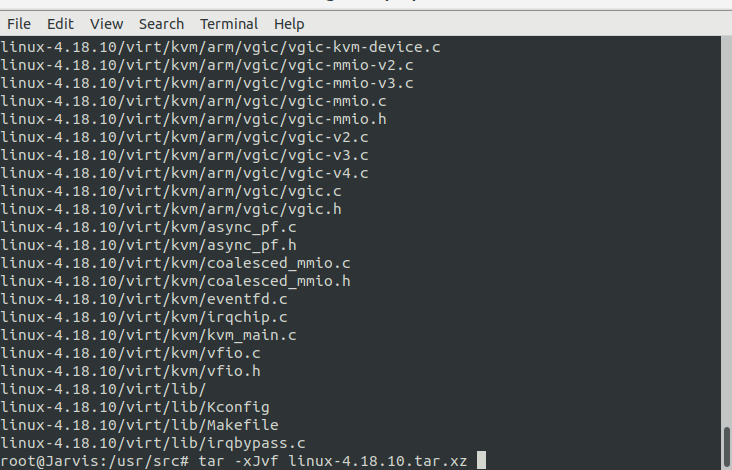 File Edit View Search Terminal Help
linux-4.18.10/virt/kvm/arm/vgic/vgic-kvm-device.c
linux-4.18.10/virt/kvm/arm/vgic/vgic-mmio-v2.c
linux-4.18.10/virt/kvm/arm/vgic/vgic-mmio-v3.c
linux-4.18.10/virt/kvm/arm/vgic/vgic-mmio.c
linux-4.18.10/virt/kvm/arm/vgic/vgic-mmio.h
linux-4.18.10/virt/kvm/arm/vgic/vgic-v2.c
linux-4.18.10/virt/kvm/arm/vgic/vgic-v3.c
linux-4.18.10/virt/kvm/arm/vgic/vgic-v4.c
linux-4.18.10/virt/kvm/arm/vgic/vgic.c
linux-4.18.10/virt/kvm/arm/vgic/vgic.h
linux-4.18.10/virt/kvm/async_pf.c
linux-4.18.10/virt/kvm/async_pf.h
linux-4.18.10/virt/kvm/coalesced_mmio.c
linux-4.18.10/virt/kvm/coalesced_mmio.h
linux-4.18.10/virt/kvm/eventfd.c
linux-4.18.10/virt/kvm/irqchip.c
linux-4.18.10/virt/kvm/kvm_main.c
linux-4.18.10/virt/kvm/vfio.c
linux-4.18.10/virt/kvm/vfio.h
linux-4.18.10/virt/lib/
linux-4.18.10/virt/lib/Kconfig
linux-4.18.10/virt/lib/Makefile
linux-4.18.10/virt/lib/irqbypass.c
root@Jarvis:/usr/src# tar -xJvf linux-4.18.10.tar.xz